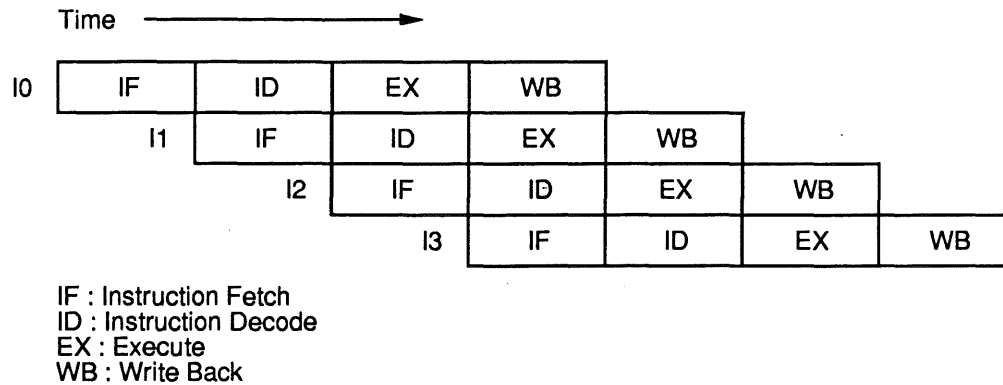 Time
I0 IF ID EX WB
I1 IF ID EX WB
I2 IF ID EX WB
I3 IF ID EX WB
IF : Instruction Fetch
ID : Instruction Decode
EX : Execute
WB : Write Back